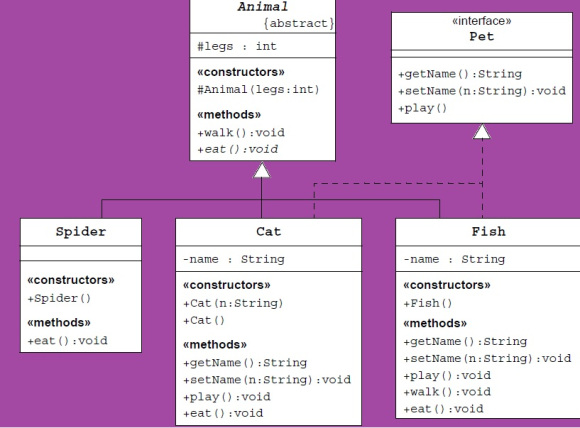 Animal
{abstract}
#legs : int
«constructors»
#Animal(legs:int)
«methods»
+walk():void
+eat():void
«interface»
Pet
+getName():String
+setName(n:String):void
+play()
Spider
«constructors»
+Spider()
«methods»
+eat():void
Cat
-name : String
«constructors»
+Cat(n:String)
+Cat()
«methods»
+getName():String
+setName(n:String):void
+play():void
+eat():void
Fish
-name : String
«constructors»
+Fish()
«methods»
+getName():String
+setName(n:String):void
+play():void
+walk():void
+eat():void